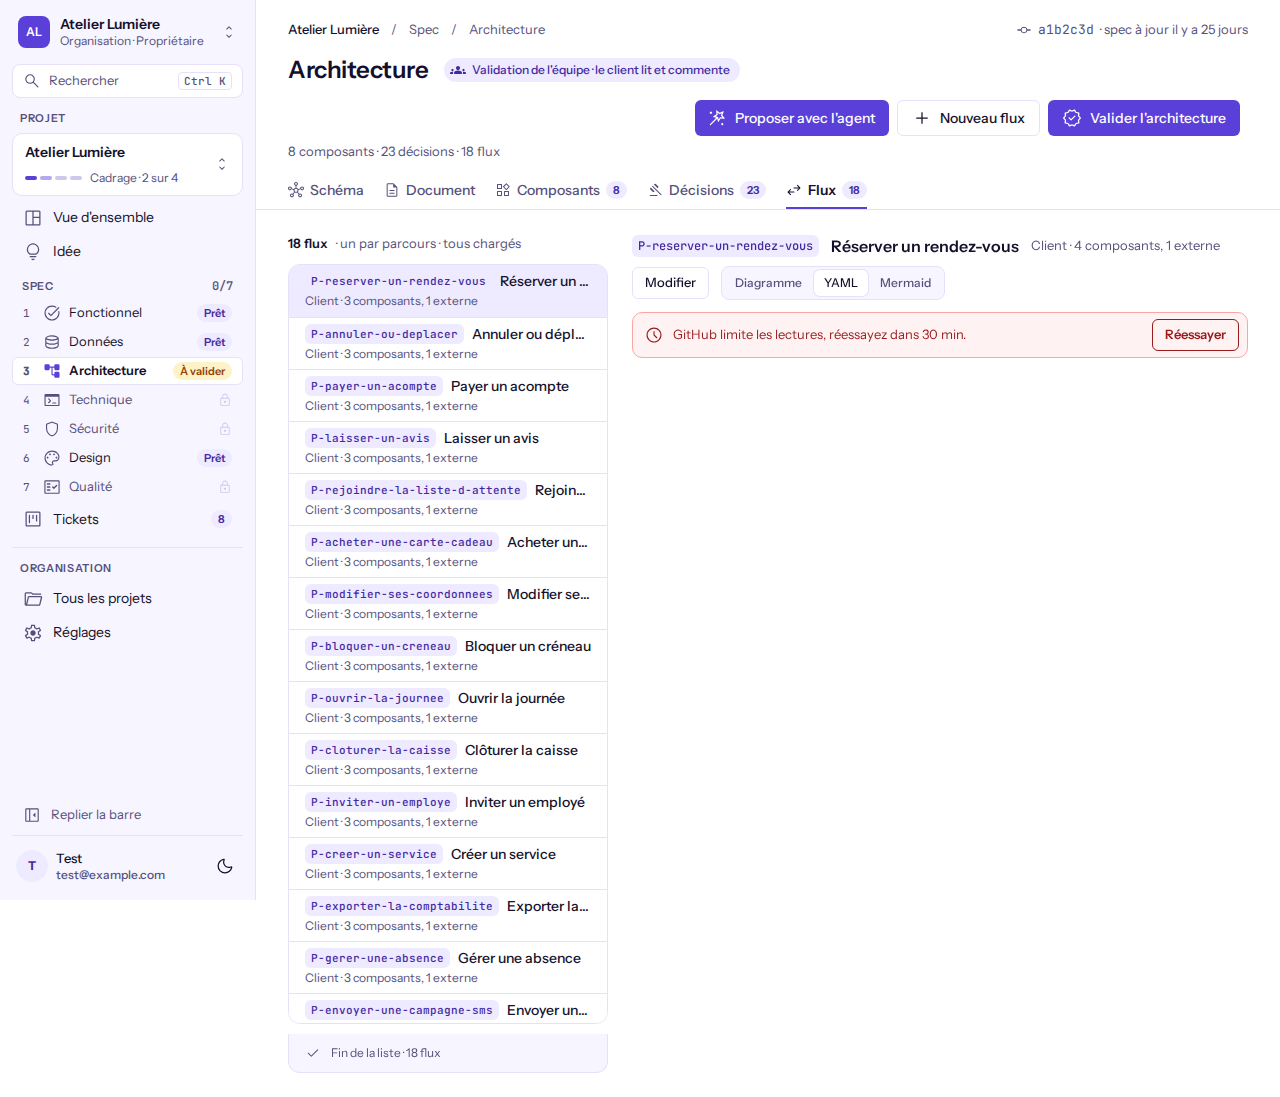 AL
Atelier Lumière
Organisation · Propriétaire
Rechercher
Ctrl K
PROJET
Atelier Lumière
Cadrage · 2 sur 4
Vue d'ensemble
Idée
SPEC 0/7
1 Fonctionnel Prêt
2 Données Prêt
3 Architecture À valider
4 Technique
5 Sécurité
6 Design Prêt
7 Qualité
Tickets 8
ORGANISATION
Tous les projets
Réglages
Replier la barre
T
Test
test@example.com
Atelier Lumière / Spec / Architecture
a1b2c3d · spec à jour il y a 25 jours
Architecture
Validation de l'équipe · le client lit et commente
Proposer avec l'agent
Nouveau flux
Valider l'architecture
8 composants · 23 décisions · 18 flux
Schéma
Document
Composants 8
Décisions 23
Flux 18
18 flux · un par parcours · tous chargés
P-reserver-un-rendez-vous Réserver un ...
Client · 3 composants, 1 externe
P-annuler-ou-deplacer Annuler ou dépl...
Client · 3 composants, 1 externe
P-payer-un-acompte Payer un acompte
Client · 3 composants, 1 externe
P-laisser-un-avis Laisser un avis
Client · 3 composants, 1 externe
P-rejoindre-la-liste-d-attente Rejoin...
Client · 3 composants, 1 externe
P-acheter-une-carte-cadeau Acheter un...
Client · 3 composants, 1 externe
P-modifier-ses-coordonnees Modifier se...
Client · 3 composants, 1 externe
P-bloquer-un-creneau Bloquer un créneau
Client · 3 composants, 1 externe
P-ouvrir-la-journee Ouvrir la journée
Client · 3 composants, 1 externe
P-cloturer-la-caisse Clôturer la caisse
Client · 3 composants, 1 externe
P-inviter-un-employe Inviter un employé
Client · 3 composants, 1 externe
P-creer-un-service Créer un service
Client · 3 composants, 1 externe
P-exporter-la-comptabilite Exporter la...
Client · 3 composants, 1 externe
P-gerer-une-absence Gérer une absence
Client · 3 composants, 1 externe
P-envoyer-une-campagne-sms Envoyer un...
Fin de la liste · 18 flux
P-reserver-un-rendez-vous Réserver un rendez-vous Client · 4 composants, 1 externe
Modifier
Diagramme
YAML
Mermaid
GitHub limite les lectures, réessayez dans 30 min.
Réessayer